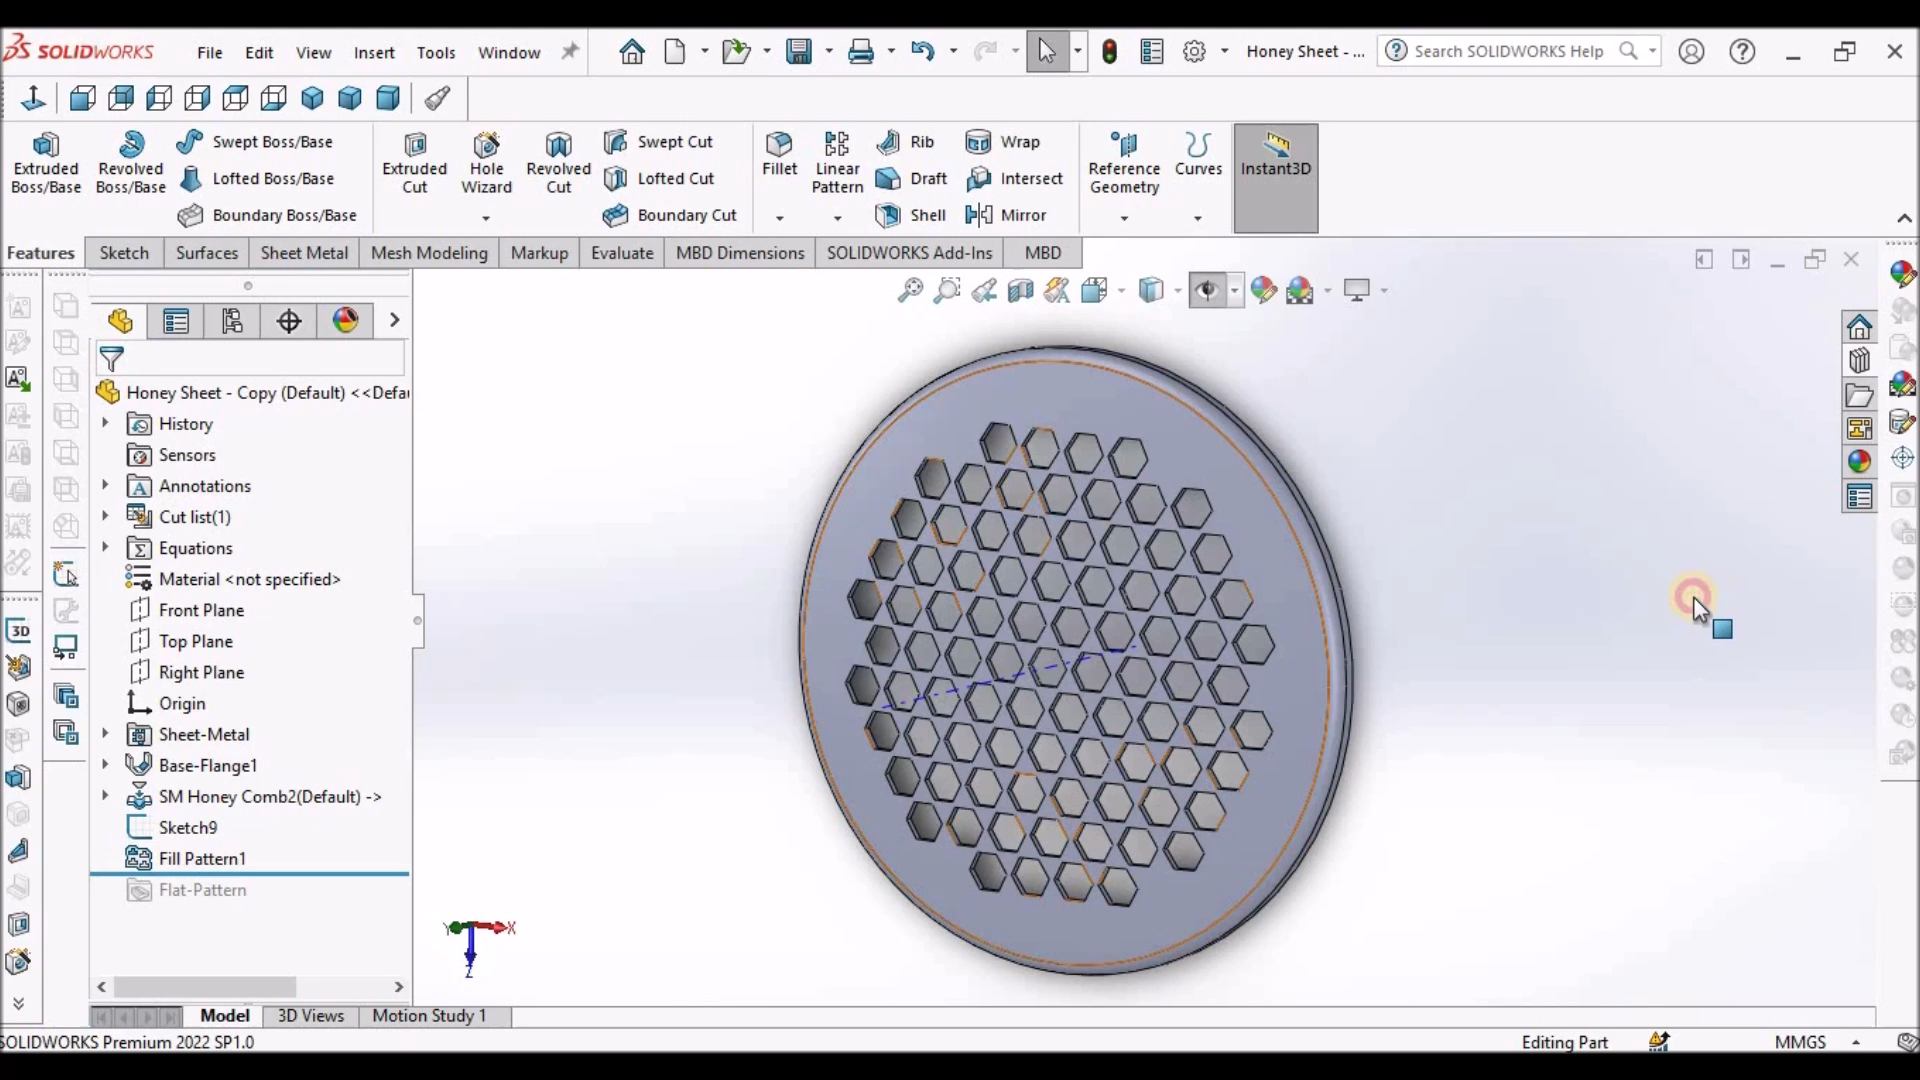 SOLIDWORKS File Edit View Insert Tools Window Honey Sheet - ... Search SOLIDWORKS Help
Extruded Boss/Base
Revolved Boss/Base
Swept Boss/Base
Lofted Boss/Base
Boundary Boss/Base
Extruded Cut
Hole Wizard
Revolved Cut
Swept Cut
Lofted Cut
Boundary Cut
Fillet
Linear Pattern
Rib
Draft
Shell
Wrap
Intersect
Mirror
Reference Geometry
Curves
Instant3D
Features Sketch Surfaces Sheet Metal Mesh Modeling Markup Evaluate MBD Dimensions SOLIDWORKS Add-Ins MBD
Honey Sheet - Copy (Default) <<Defau
History
Sensors
Annotations
Cut list(1)
Equations
Material <not specified>
Front Plane
Top Plane
Right Plane
Origin
Sheet-Metal
Base-Flange1
SM Honey Comb2(Default) ->
Sketch9
Fill Pattern1
Flat-Pattern
3D
Y X
Z
Model 3D Views Motion Study 1
SOLIDWORKS Premium 2022 SP1.0 Editing Part MMGS